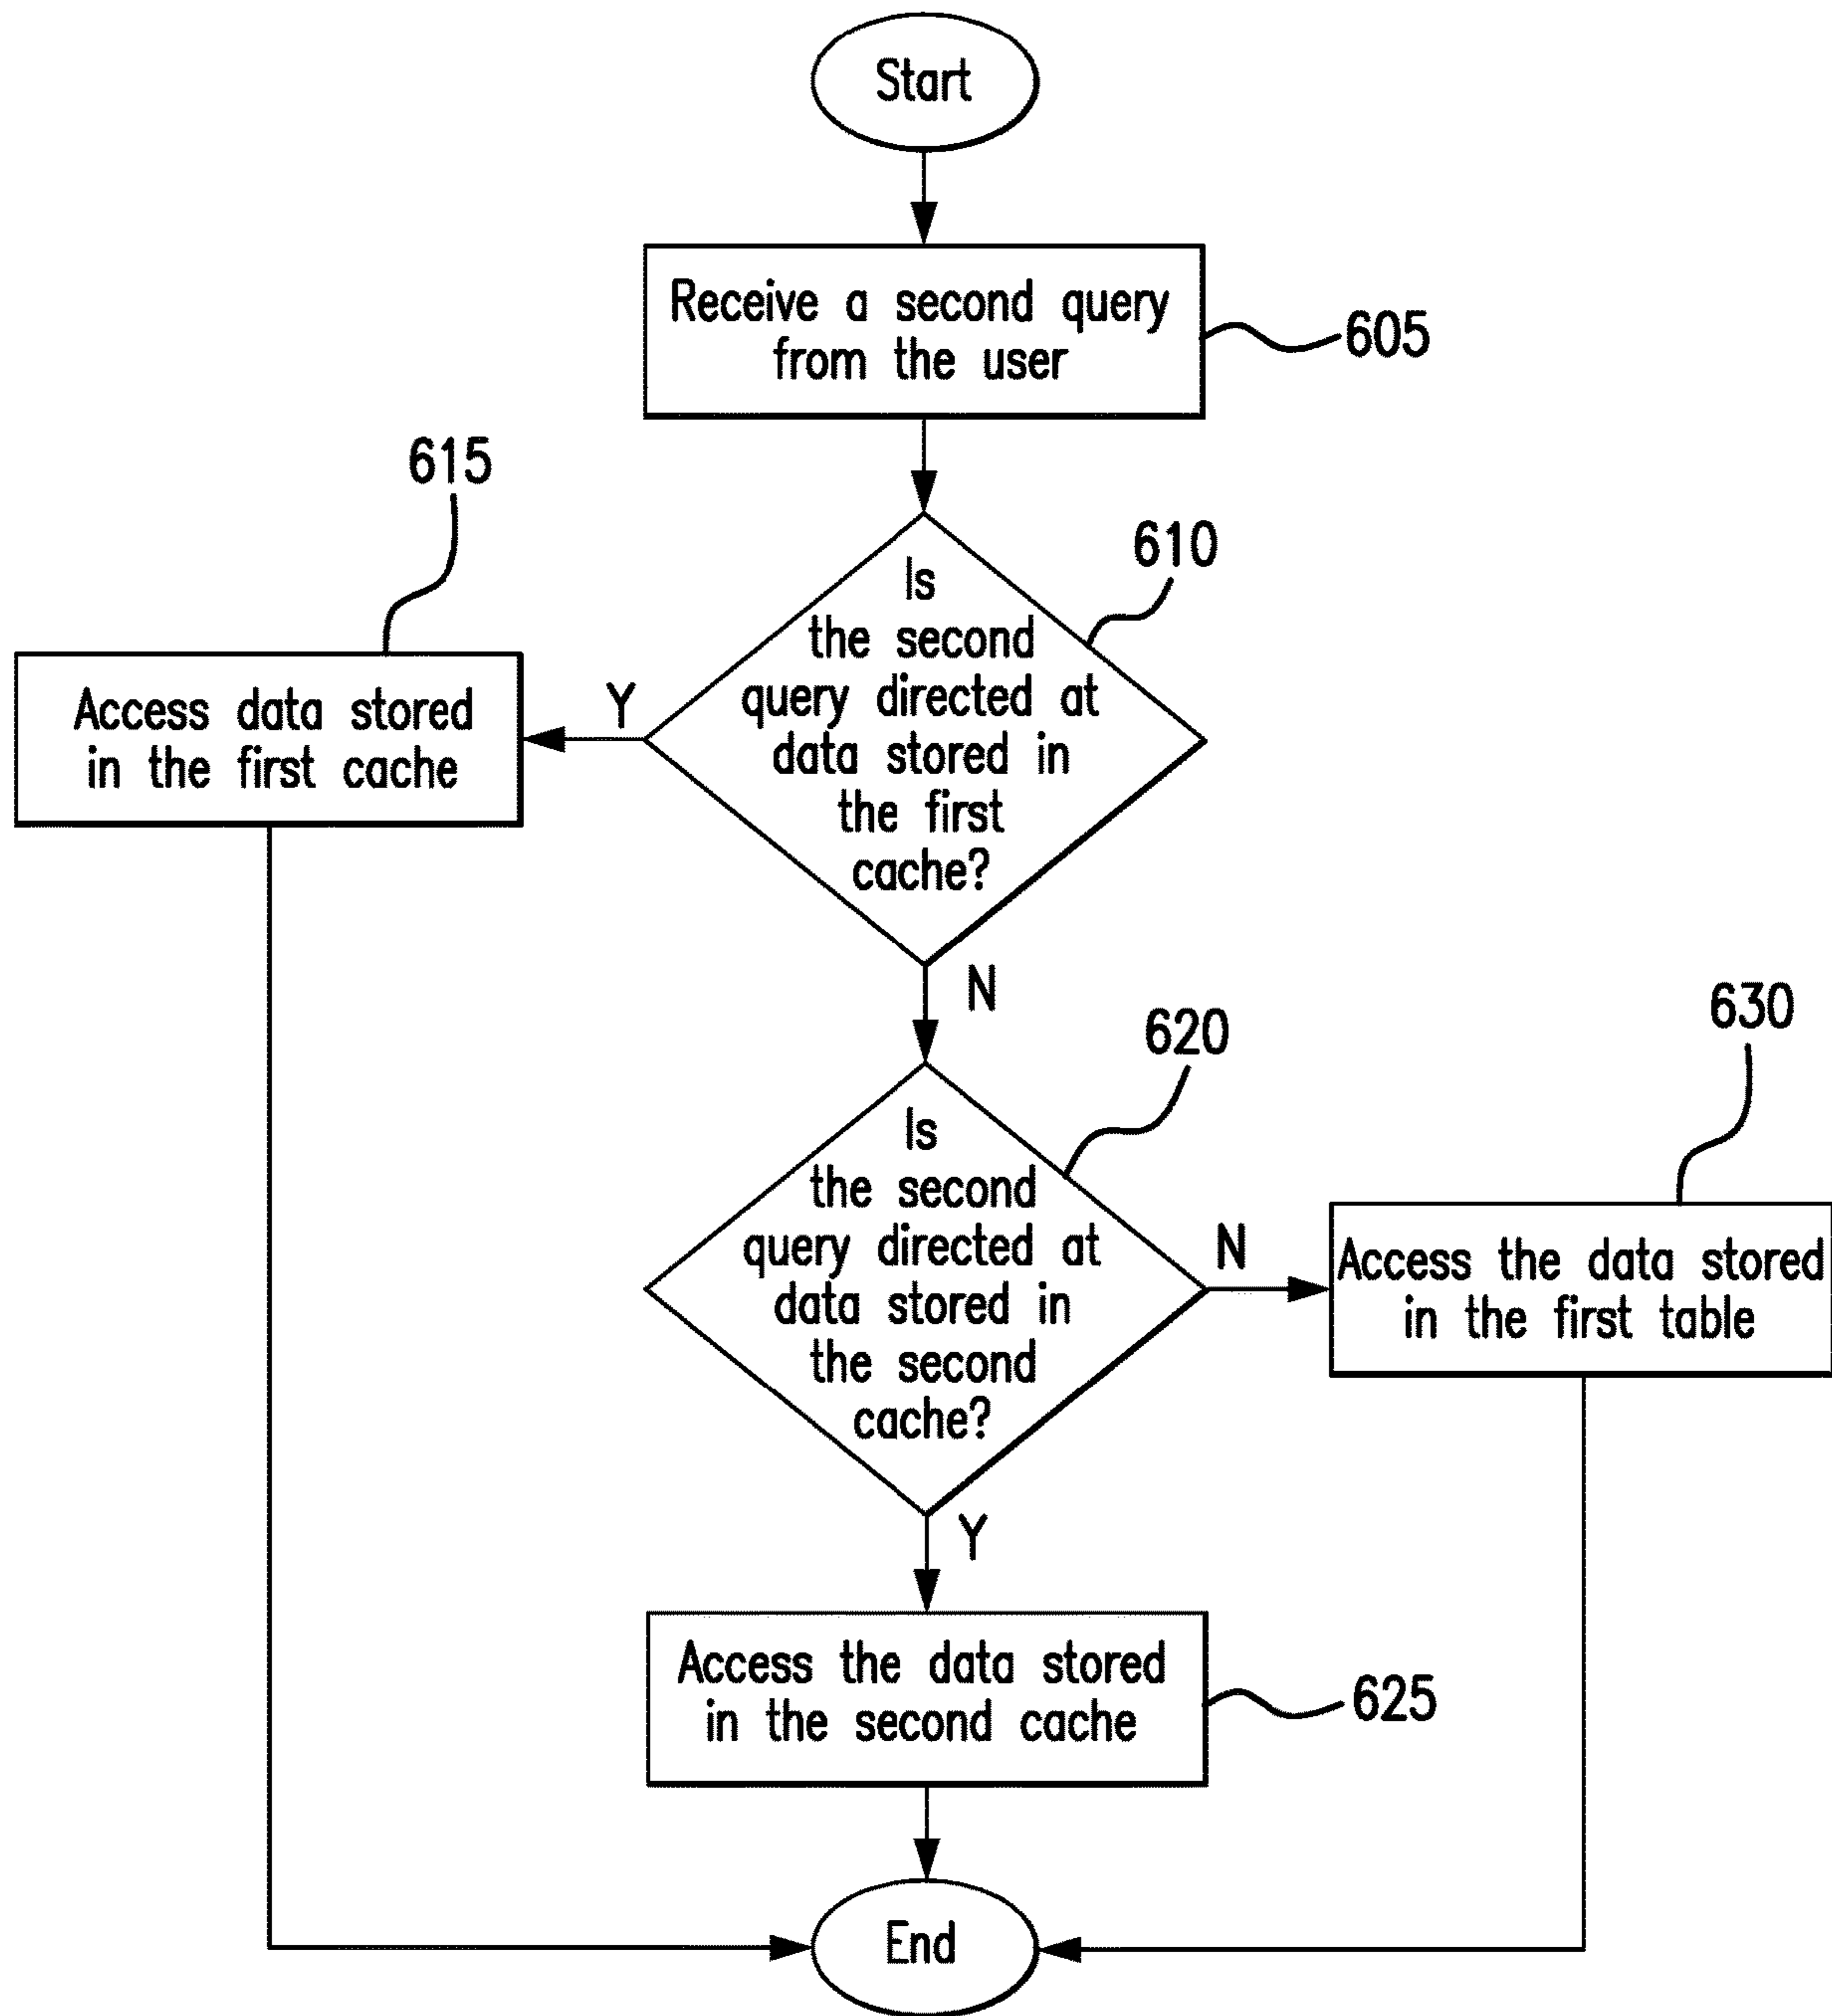 Start
Receive a second query
from the user
605
615
610
Is
the second
query directed at
data stored in
the first
cache?
Y
Access data stored
in the first cache
N
620
630
Is
the second
query directed at
data stored in
the second
cache?
N
Access the data stored
in the first table
Y
Access the data stored
in the second cache
625
End